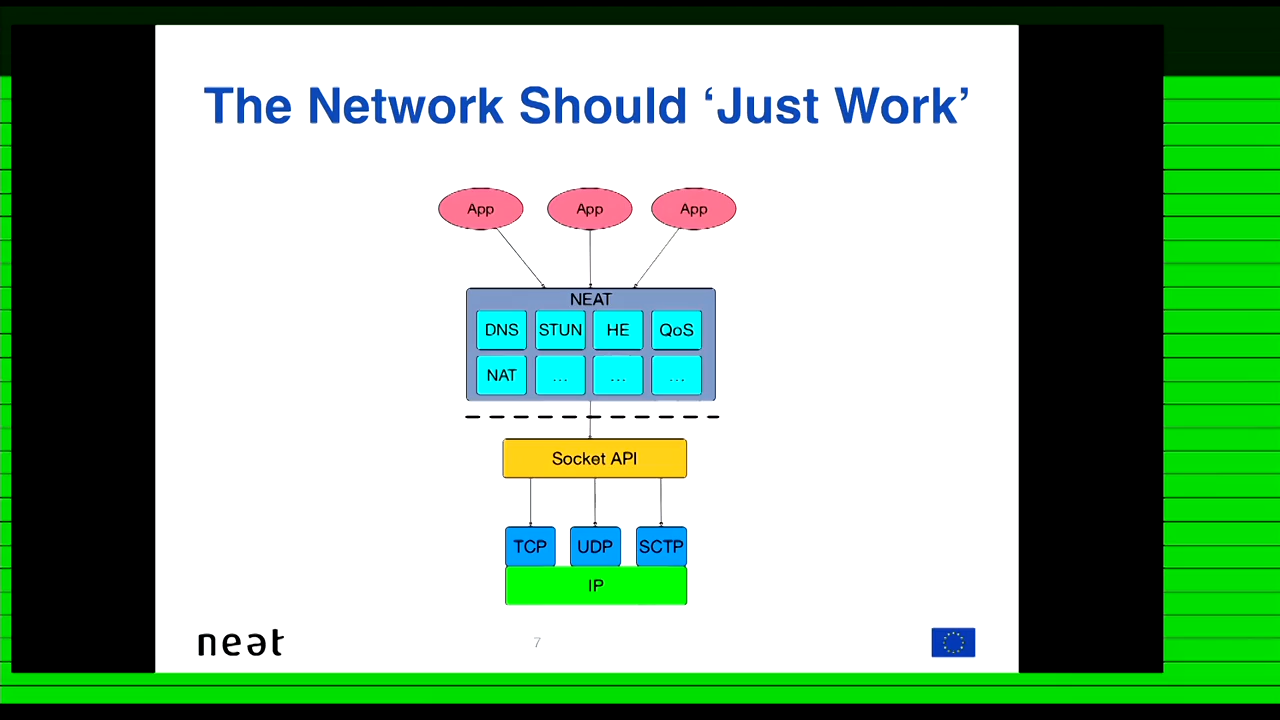 The Network Should ‘Just Work’
App App App
NEAT
DNS STUN HE QoS
NAT ... ... ...
Socket API
TCP UDP SCTP
IP
neat
7